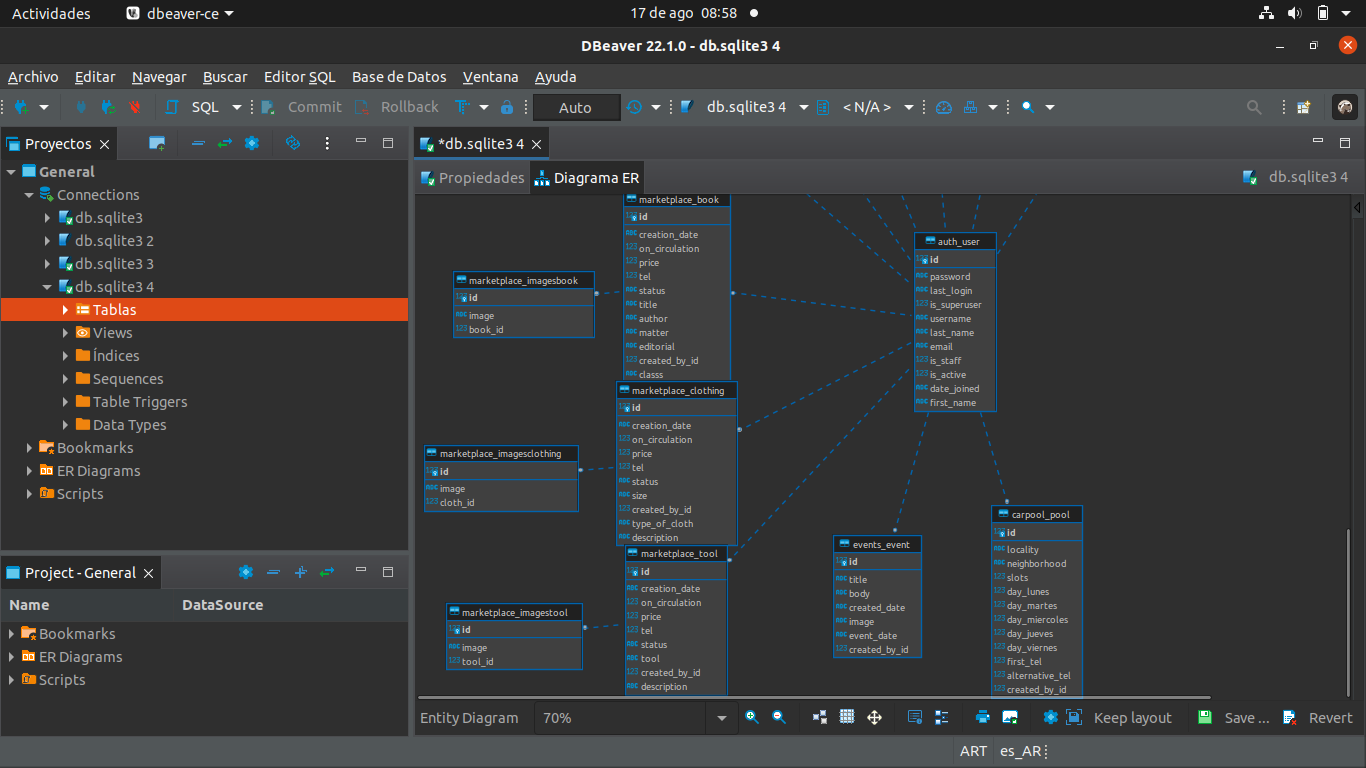 Actividades
dbeaver-ce
17 de ago 08:58
DBeaver 22.1.0 - db.sqlite3 4
Archivo Editar Navegar Buscar Editor SQL Base de Datos Ventana Ayuda
SQL Commit Rollback Auto db.sqlite3 4 < N/A >
Proyectos
General
Connections
db.sqlite3
db.sqlite3 2
db.sqlite3 3
db.sqlite3 4
Tablas
Views
Índices
Sequences
Table Triggers
Data Types
Bookmarks
ER Diagrams
Scripts
Project - General
Name DataSource
Bookmarks
ER Diagrams
Scripts
*db.sqlite3 4
Propiedades Diagrama ER db.sqlite3 4
marketplace_book
id
creation_date
on_circulation
price
tel
status
title
author
matter
editorial
created_by_id
classs
marketplace_imagesbook
id
image
book_id
marketplace_clothing
id
creation_date
on_circulation
price
tel
status
size
created_by_id
type_of_cloth
description
marketplace_imagesclothing
id
image
cloth_id
marketplace_tool
id
creation_date
on_circulation
price
tel
status
tool
created_by_id
description
marketplace_imagestool
id
image
tool_id
auth_user
id
password
last_login
is_superuser
username
last_name
email
is_staff
is_active
date_joined
first_name
events_event
id
title
body
created_date
image
event_date
created_by_id
carpool_pool
id
locality
neighborhood
slots
day_lunes
day_martes
day_miercoles
day_jueves
day_viernes
first_tel
alternative_tel
created_by_id
Entity Diagram 70% Keep layout Save ... Revert
ART es_AR